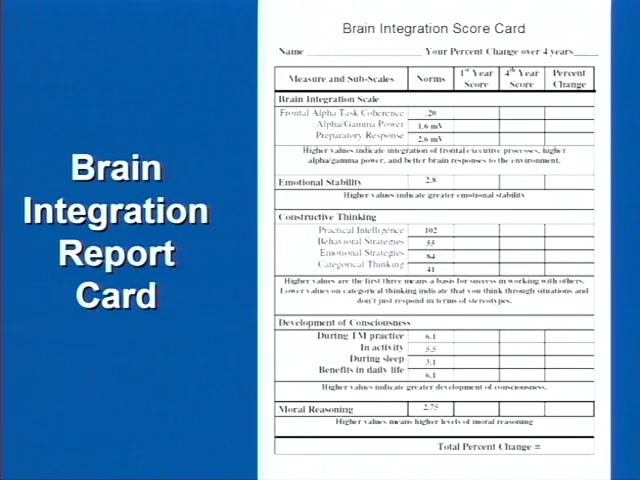 Brain
Integration
Report
Card
Brain Integration Score Card
Name Your Percent Change over 4 years
Measure and Sub-Scales Norms 1st Year Score 4th Year Score Percent Change
Brain Integration Scale
Frontal Alpha Task Coherence .20
Alpha/Gamma Power 1.6 mV
Preparatory Response 2.6 mV
Higher values indicate integration of frontal executive processes, higher
alpha/gamma power, and better brain responses to the environment.
Emotional Stability 2.8
Higher values indicate greater emotional stability
Constructive Thinking
Practical Intelligence 102
Behavioral Strategies 55
Emotional Strategies 84
Categorical Thinking 41
Higher values are the first three means a basis for success in working with others.
Lower values on categorical thinking indicate that you think through situations and
don't just respond in terms of stereotypes.
Development of Consciousness
During TM practice 6.1
In activity 5.5
During sleep 3.1
Benefits in daily life 6.1
Higher values indicate greater development of consciousness.
Moral Reasoning 2.75
Higher values means higher levels of moral reasoning
Total Percent Change =